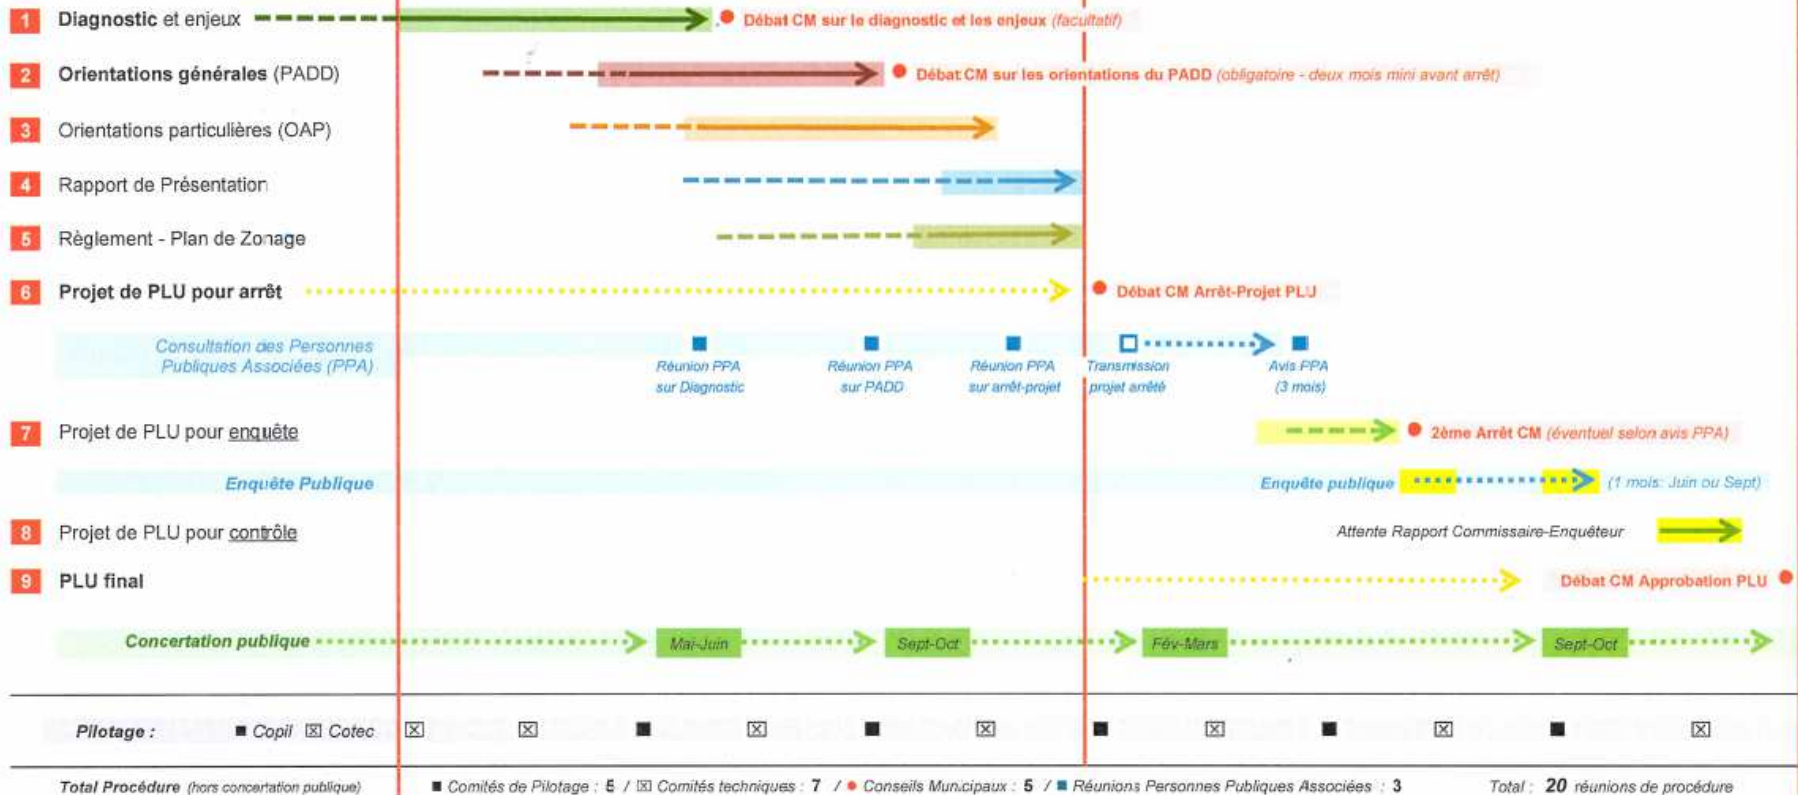 1 Diagnostic et enjeux
Débat CM sur le diagnostic et les enjeux (facultatif)
2 Orientations générales (PADD)
Débat CM sur les orientations du PADD (obligatoire - deux mois mini avant arrêt)
3 Orientations particulières (OAP)
4 Rapport de Présentation
5 Règlement - Plan de Zonage
6 Projet de PLU pour arrêt
Débat CM Arrêt-Projet PLU
Consultation des Personnes
Publiques Associées (PPA)
Réunion PPA
sur Diagnostic
Réunion PPA
sur PADD
Réunion PPA
sur arrêt-projet
Transmission
projet arrêté
Avis PPA
(3 mois)
7 Projet de PLU pour enquête
2ème Arrêt CM (éventuel selon avis PPA)
Enquête Publique
Enquête publique
(1 mois: Juin ou Sept)
8 Projet de PLU pour contrôle
Attente Rapport Commissaire-Enquêteur
9 PLU final
Débat CM Approbation PLU
Concertation publique
Mai-Juin
Sept-Oct
Fév-Mars
Sept-Oct
Pilotage : ■ Copil ☒ Cotec
Total Procédure (hors concertation publique)
■ Comités de Pilotage : 5 / ☒ Comités techniques : 7 / ● Conseils Municipaux : 5 / ■ Réunions Personnes Publiques Associées : 3
Total : 20 réunions de procédure